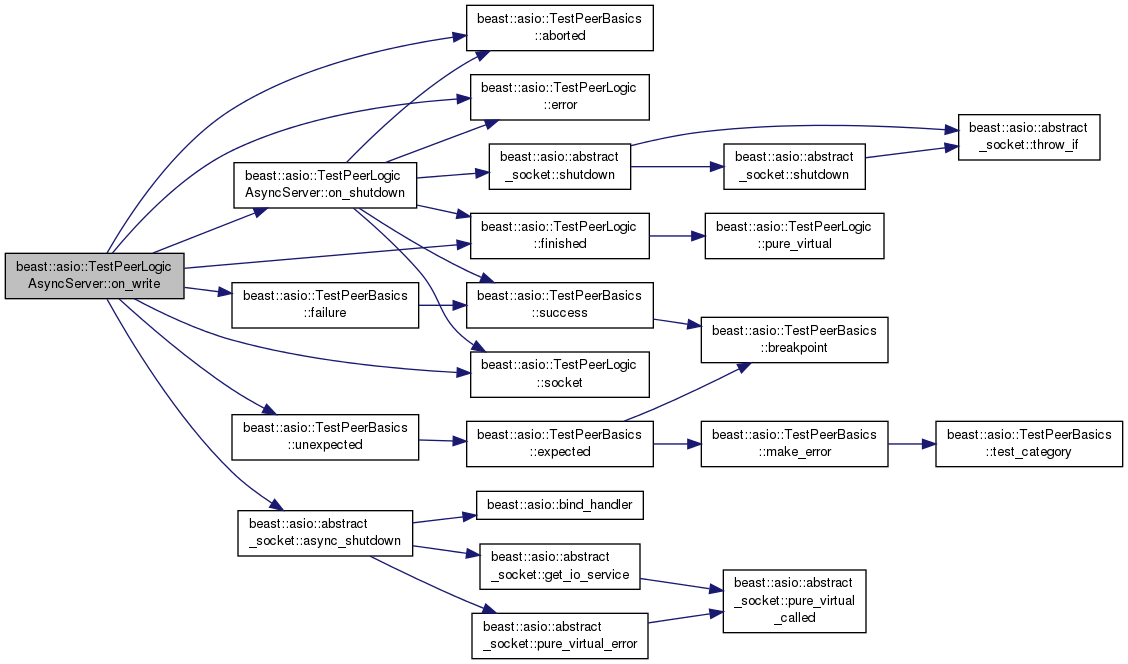 beast::asio::TestPeerBasics
::aborted
beast::asio::TestPeerLogic
::error
beast::asio::abstract
_socket::throw_if
beast::asio::abstract
_socket::shutdown
beast::asio::abstract
_socket::shutdown
beast::asio::TestPeerLogic
AsyncServer::on_shutdown
beast::asio::TestPeerLogic
::finished
beast::asio::TestPeerLogic
::pure_virtual
beast::asio::TestPeerLogic
AsyncServer::on_write
beast::asio::TestPeerBasics
::failure
beast::asio::TestPeerBasics
::success
beast::asio::TestPeerBasics
::breakpoint
beast::asio::TestPeerLogic
::socket
beast::asio::TestPeerBasics
::unexpected
beast::asio::TestPeerBasics
::expected
beast::asio::TestPeerBasics
::make_error
beast::asio::TestPeerBasics
::test_category
beast::asio::bind_handler
beast::asio::abstract
_socket::async_shutdown
beast::asio::abstract
_socket::get_io_service
beast::asio::abstract
_socket::pure_virtual
_called
beast::asio::abstract
_socket::pure_virtual_error